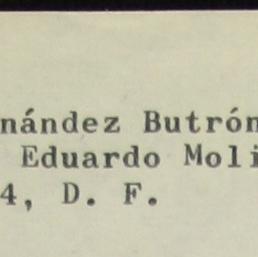 nández Butrón
Eduardo Moli
4, D. F.